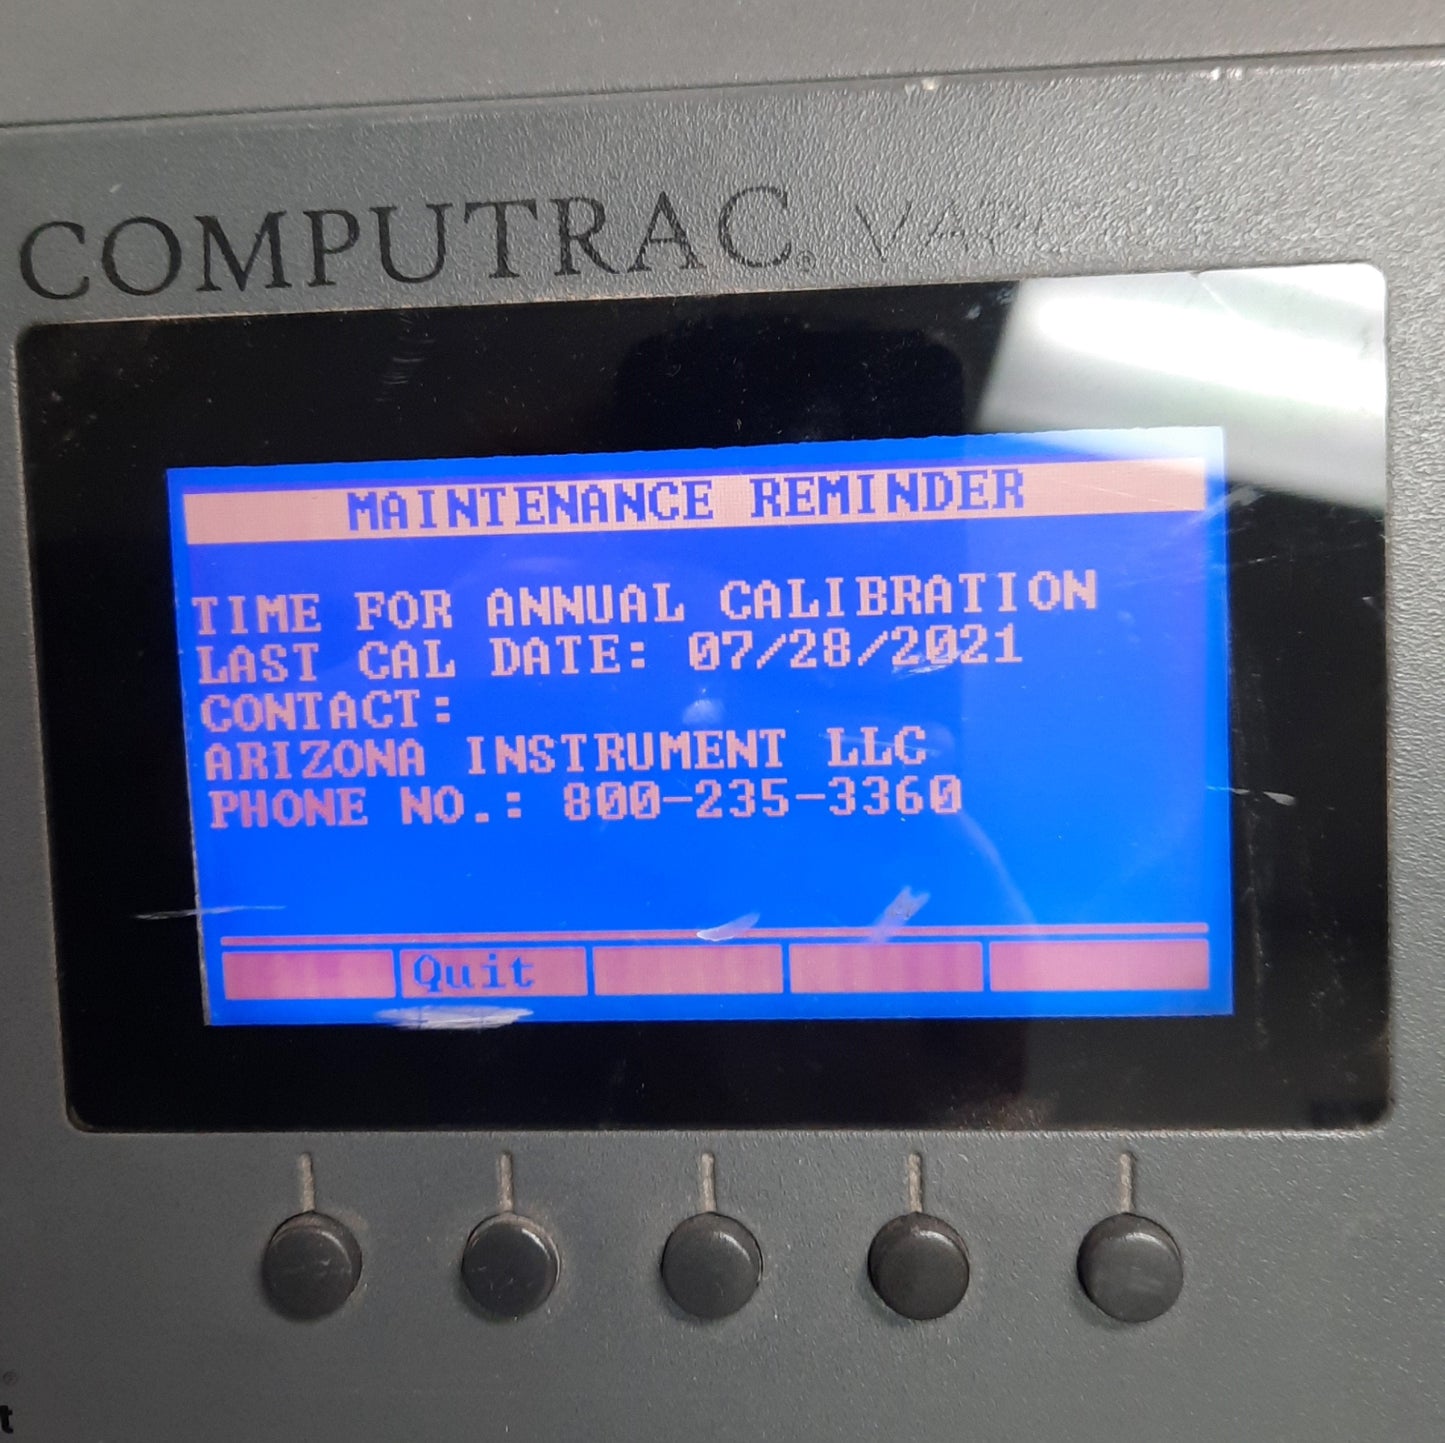 COMPUTRAC®
MAINTENANCE REMINDER
TIME FOR ANNUAL CALIBRATION
LAST CAL DATE: 07/28/2021
CONTACT:
ARIZONA INSTRUMENT LLC
PHONE NO.: 800-235-3360
Quit